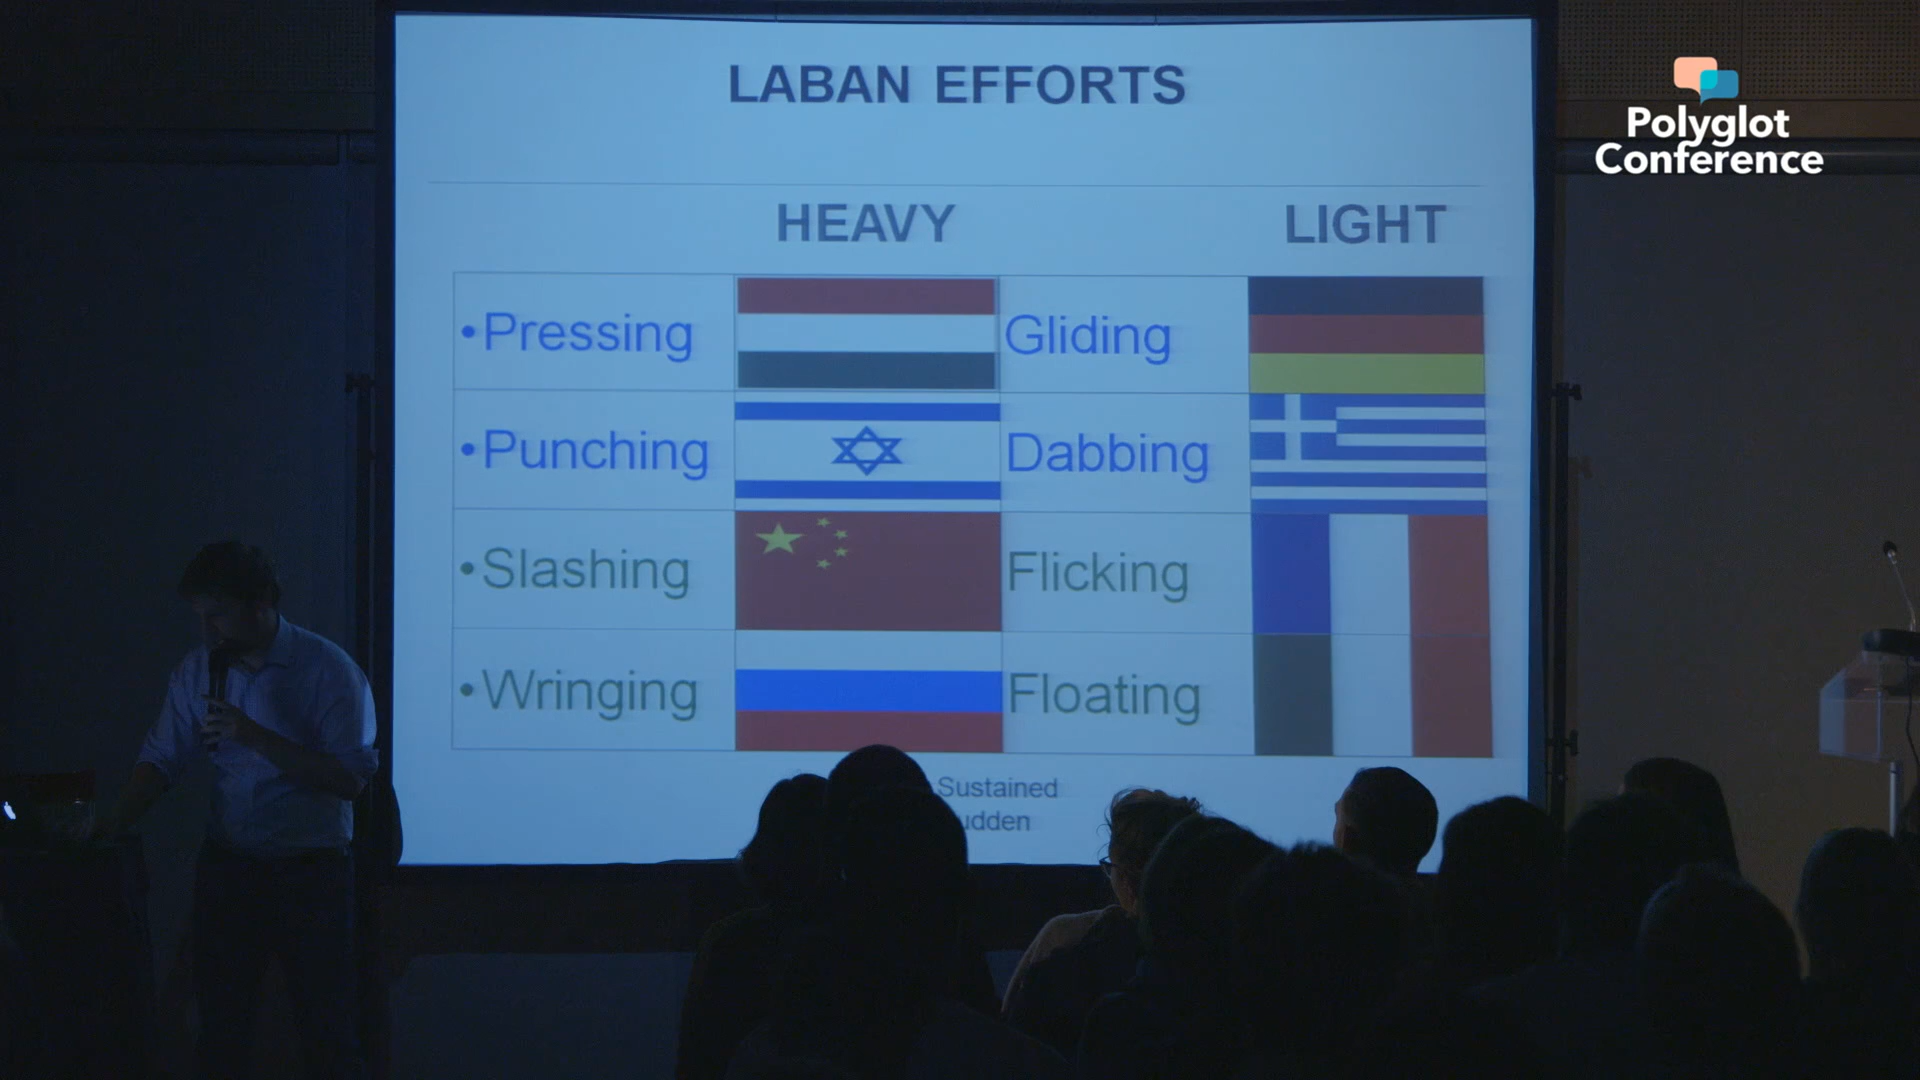 LABAN EFFORTS
HEAVY LIGHT
•Pressing Gliding
•Punching Dabbing
•Slashing Flicking
•Wringing Floating
Sustained
Polyglot
Conference